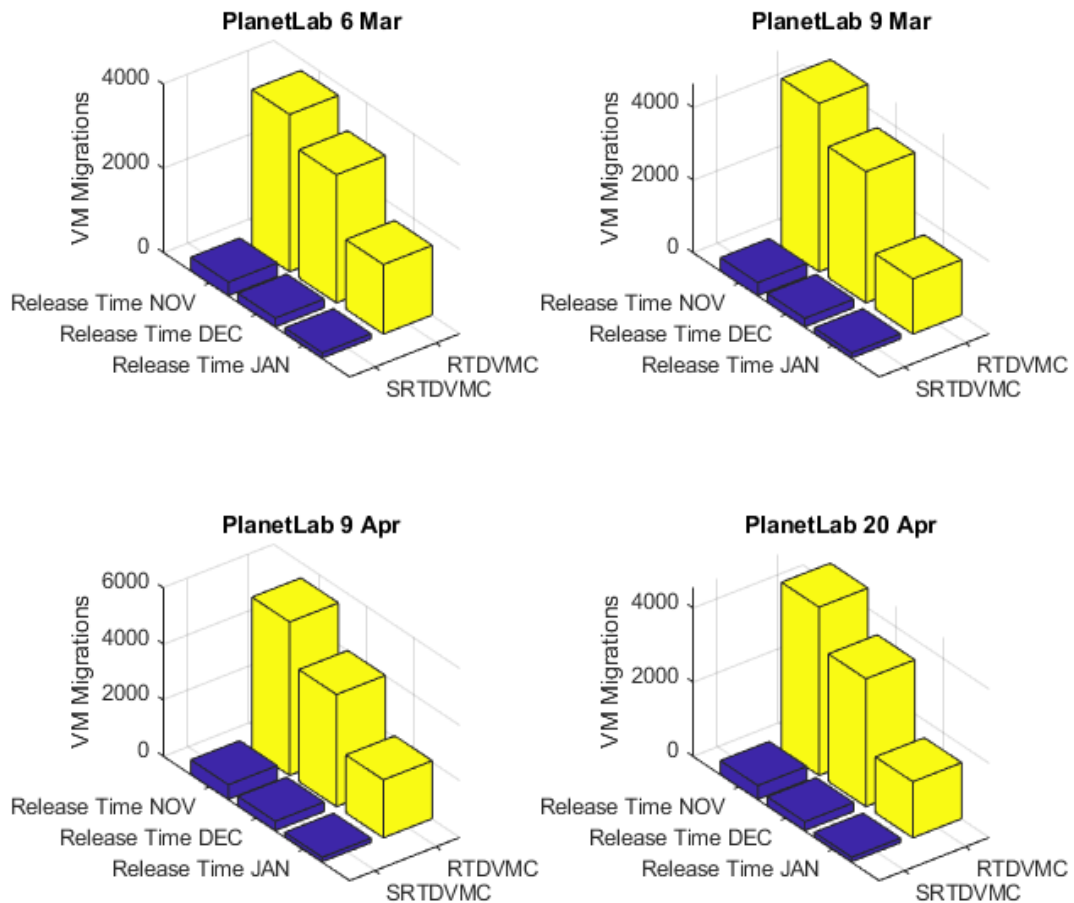 PlanetLab 6 Mar
4000
2000
0
VM Migrations
Release Time NOV
Release Time DEC
Release Time JAN
RTDVMC
SRTDVMC
PlanetLab 9 Mar
4000
2000
0
VM Migrations
Release Time NOV
Release Time DEC
Release Time JAN
RTDVMC
SRTDVMC
PlanetLab 9 Apr
6000
4000
2000
0
VM Migrations
Release Time NOV
Release Time DEC
Release Time JAN
RTDVMC
SRTDVMC
PlanetLab 20 Apr
4000
2000
0
VM Migrations
Release Time NOV
Release Time DEC
Release Time JAN
RTDVMC
SRTDVMC